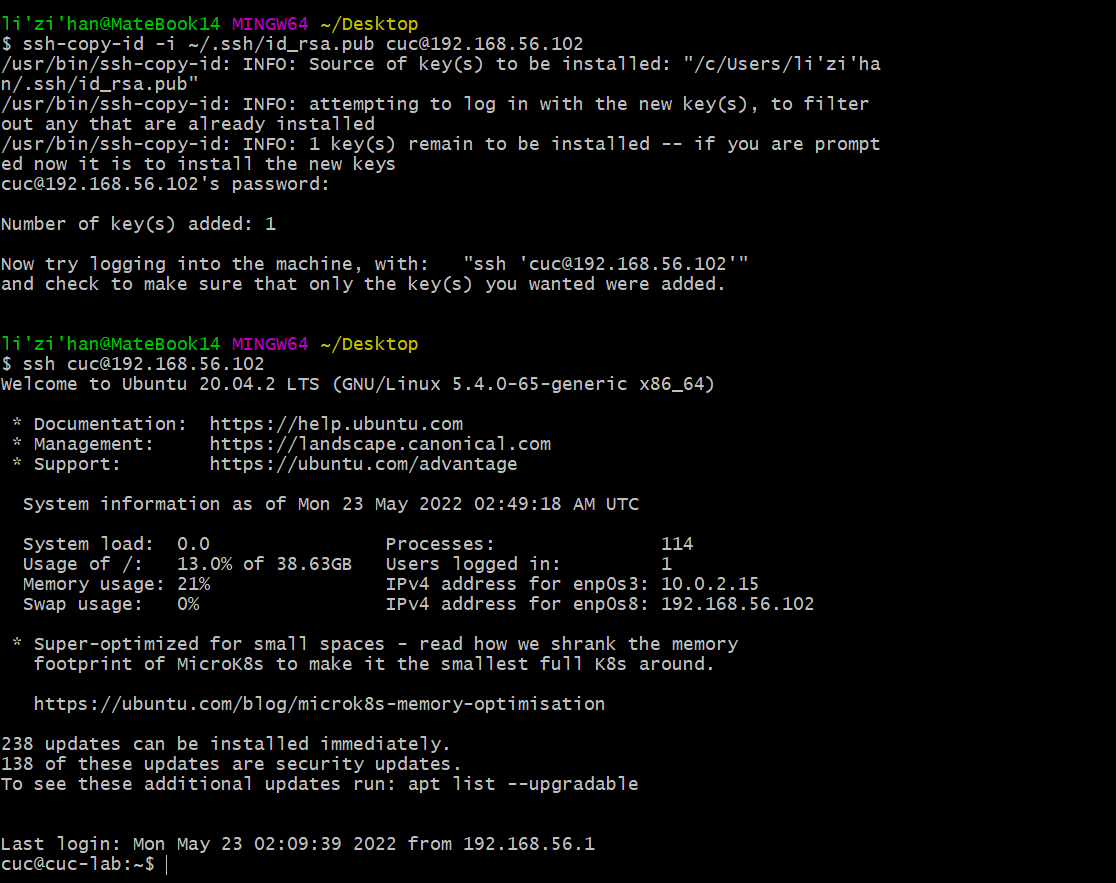 li'zi'han@MateBook14 MINGW64 ~/Desktop
$ ssh-copy-id -i ~/.ssh/id_rsa.pub cuc@192.168.56.102
/usr/bin/ssh-copy-id: INFO: Source of key(s) to be installed: "/c/Users/li'zi'ha
n/.ssh/id_rsa.pub"
/usr/bin/ssh-copy-id: INFO: attempting to log in with the new key(s), to filter
out any that are already installed
/usr/bin/ssh-copy-id: INFO: 1 key(s) remain to be installed -- if you are prompt
ed now it is to install the new keys
cuc@192.168.56.102's password:

Number of key(s) added: 1

Now try logging into the machine, with:   "ssh 'cuc@192.168.56.102'"
and check to make sure that only the key(s) you wanted were added.


li'zi'han@MateBook14 MINGW64 ~/Desktop
$ ssh cuc@192.168.56.102
Welcome to Ubuntu 20.04.2 LTS (GNU/Linux 5.4.0-65-generic x86_64)

 * Documentation:  https://help.ubuntu.com
 * Management:     https://landscape.canonical.com
 * Support:        https://ubuntu.com/advantage

  System information as of Mon 23 May 2022 02:49:18 AM UTC

  System load:  0.0                Processes:               114
  Usage of /:   13.0% of 38.63GB   Users logged in:         1
  Memory usage: 21%                IPv4 address for enp0s3: 10.0.2.15
  Swap usage:   0%                 IPv4 address for enp0s8: 192.168.56.102

 * Super-optimized for small spaces - read how we shrank the memory
   footprint of MicroK8s to make it the smallest full K8s around.

   https://ubuntu.com/blog/microk8s-memory-optimisation

238 updates can be installed immediately.
138 of these updates are security updates.
To see these additional updates run: apt list --upgradable


Last login: Mon May 23 02:09:39 2022 from 192.168.56.1
cuc@cuc-lab:~$